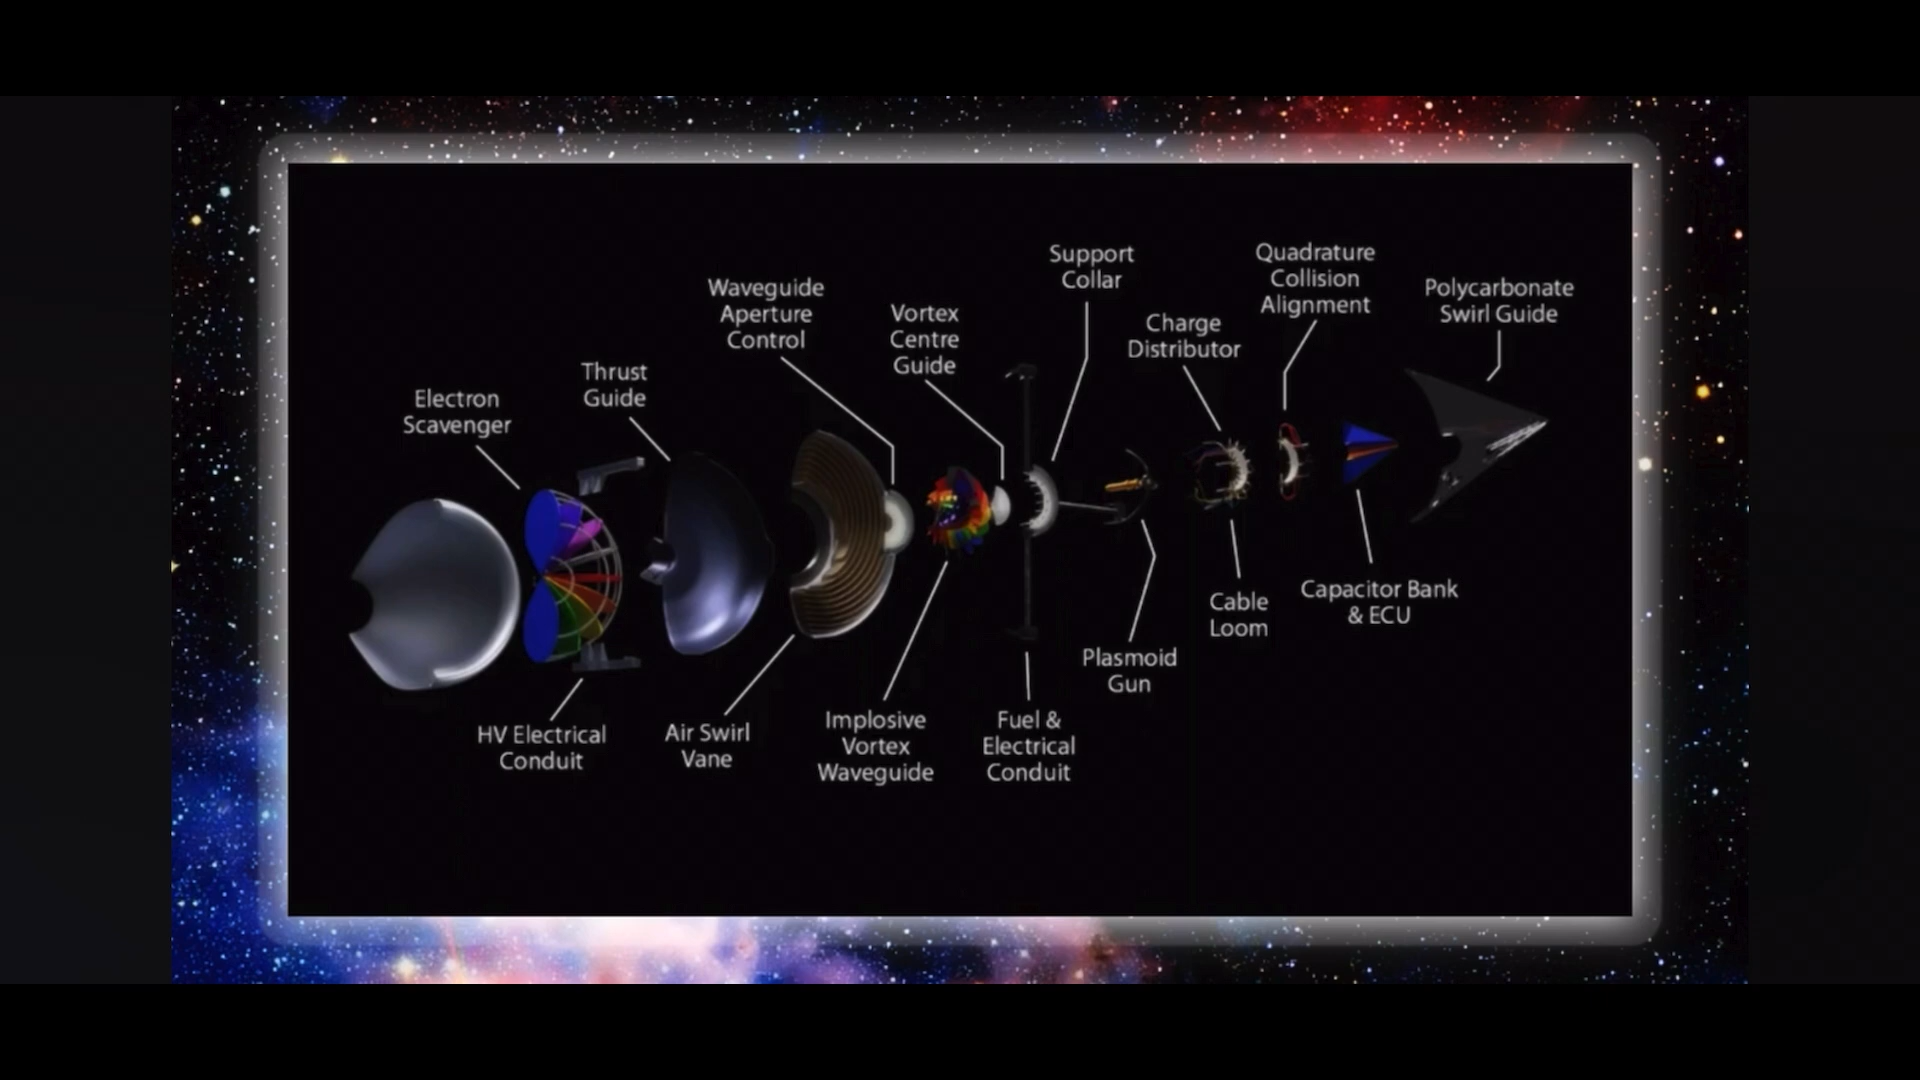 Support
Collar
Quadrature
Collision
Alignment
Waveguide
Aperture
Control
Polycarbonate
Swirl Guide
Vortex
Centre
Guide
Charge
Distributor
Thrust
Guide
Electron
Scavenger
Capacitor Bank
& ECU
Cable
Loom
Plasmoid
Gun
HV Electrical
Conduit
Air Swirl
Vane
Implosive
Vortex
Waveguide
Fuel &
Electrical
Conduit